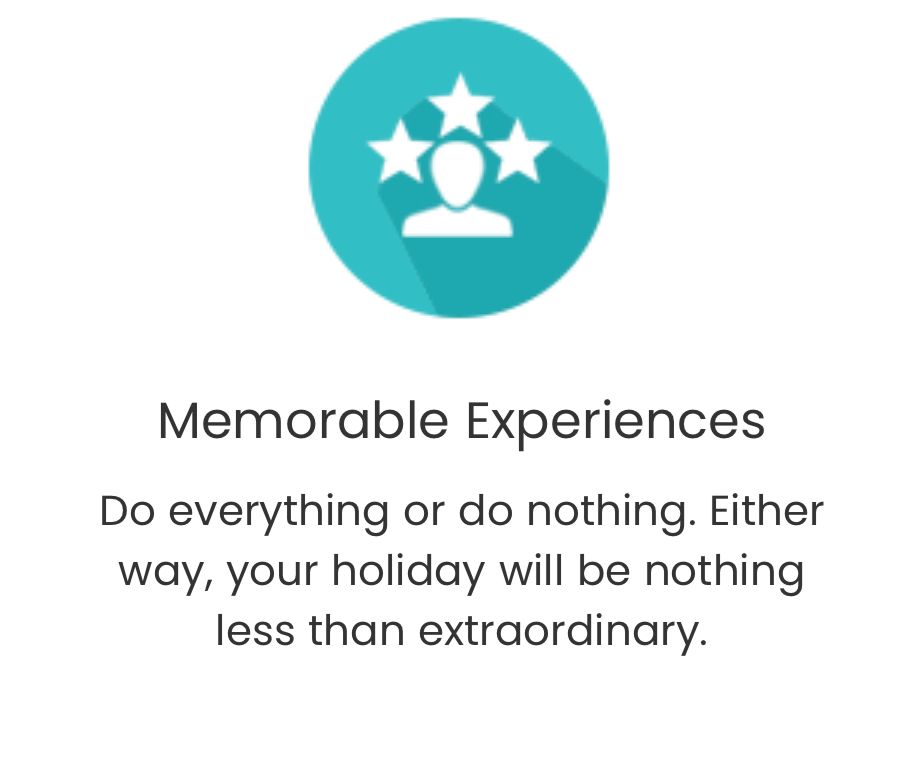 Memorable Experiences
Do everything or do nothing. Either
way, your holiday will be nothing
less than extraordinary.